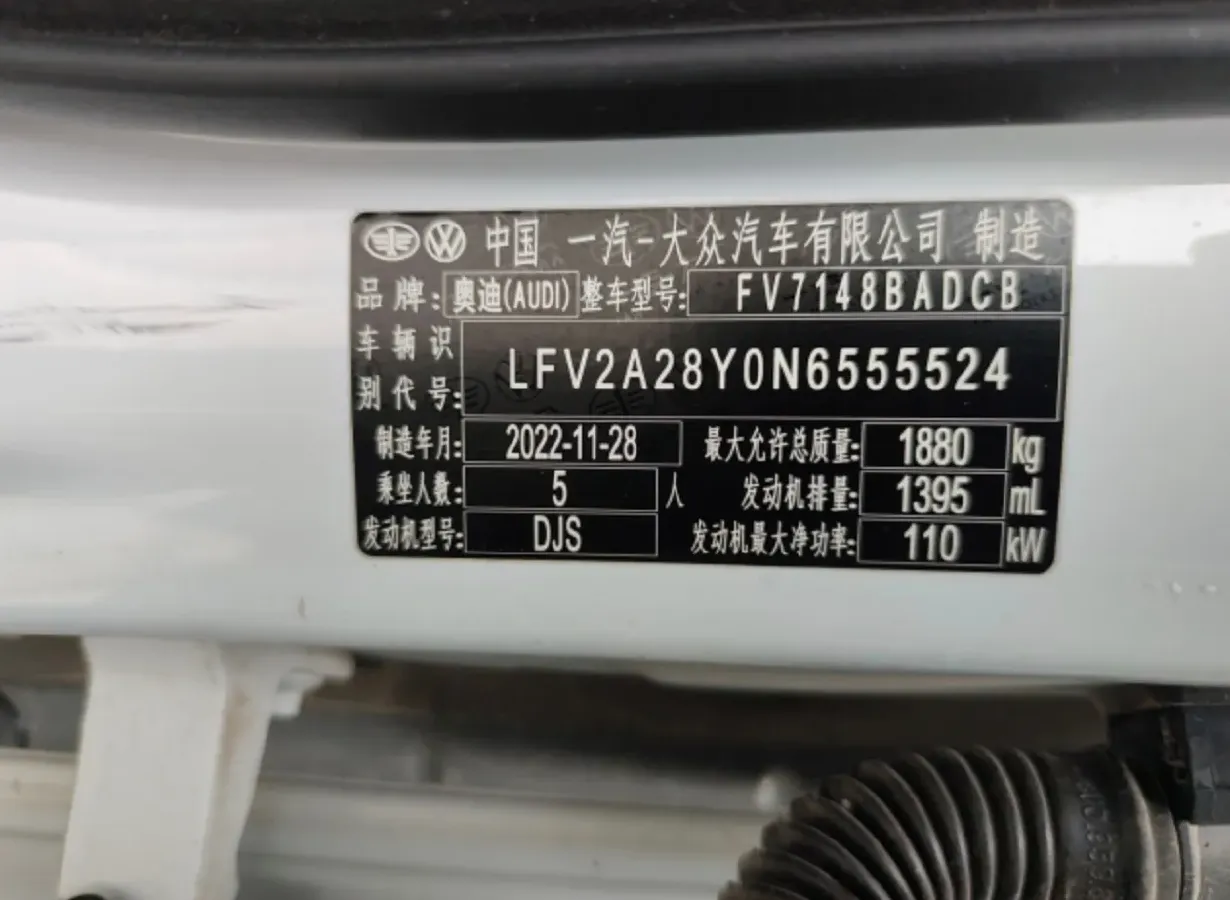 中国 一汽-大众汽车有限公司 制造
品牌: 奥迪(AUDI) 整车型号: FV7148BADCB
车辆识别代号: LFV2A28Y0N6555524
制造年月: 2022-11-28 最大允许总质量: 1880 kg
乘坐人数: 5 人 发动机排量: 1395 mL
发动机型号: DJS 发动机最大净功率: 110 kW